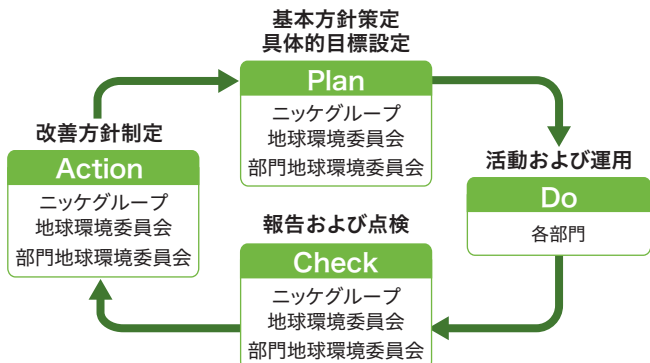 基本方針策定
具体的目標設定
Plan
ニッケグループ
地球環境委員会
部門地球環境委員会
活動および運用
Do
各部門
報告および点検
Check
ニッケグループ
地球環境委員会
部門地球環境委員会
改善方針制定
Action
ニッケグループ
地球環境委員会
部門地球環境委員会